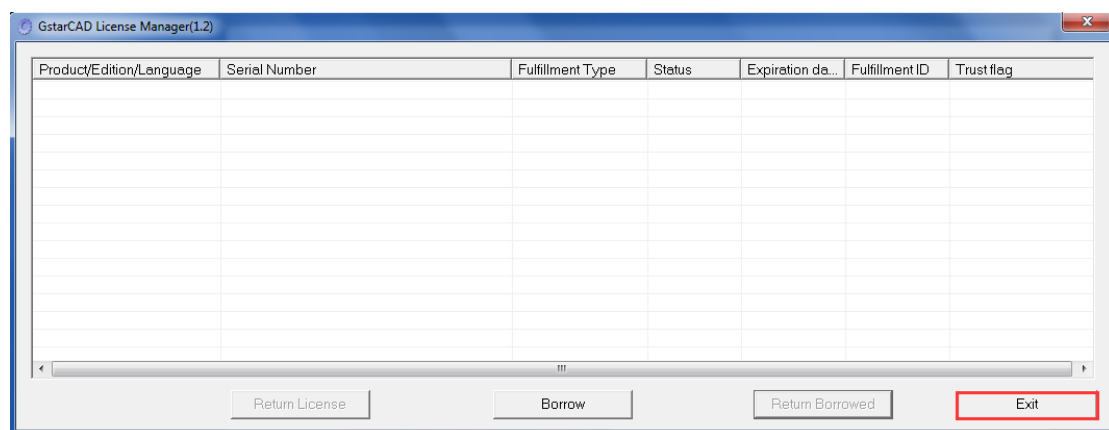 GstarCAD License Manager(1.2)
Product/Edition/Language Serial Number Fulfillment Type Status Expiration da... Fulfillment ID Trust flag
Return License Borrow Return Borrowed Exit